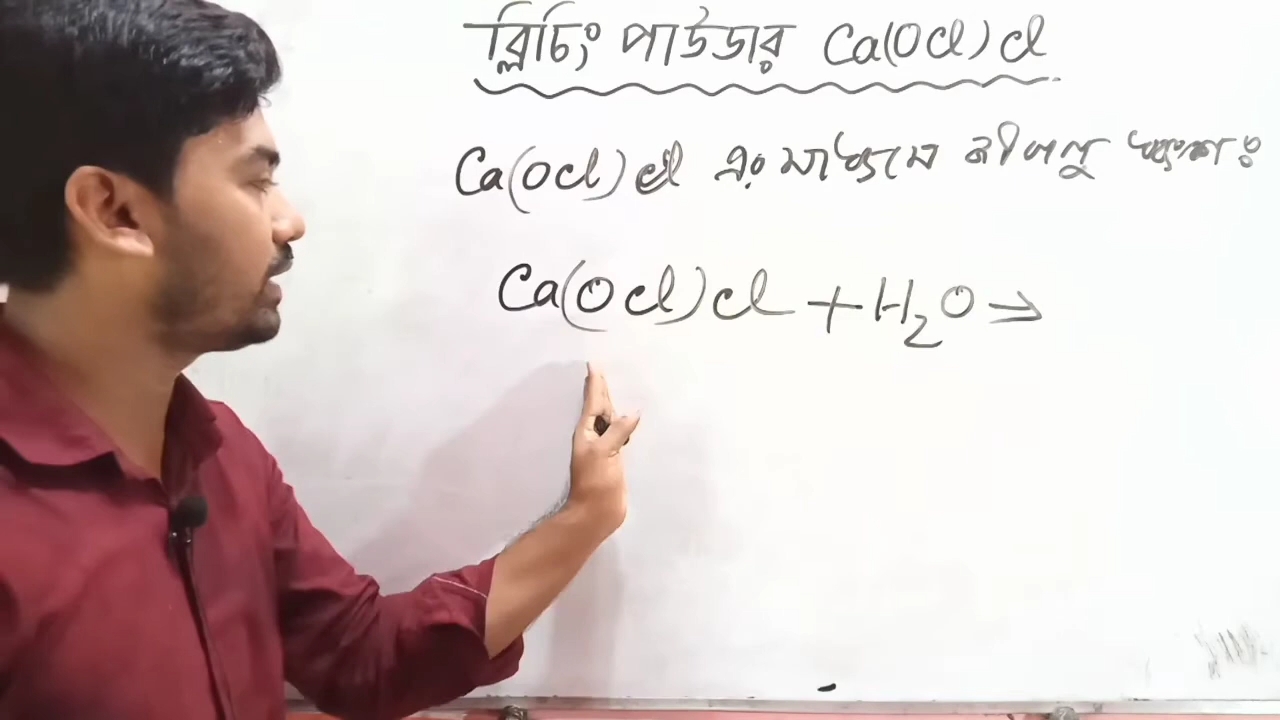 ব্লিচিং পাউডার Ca(OCl)Cl
Ca(OCl)Cl এর মাধ্যমে জীবাণু ধ্বংসঃ
Ca(OCl)Cl + H₂O →